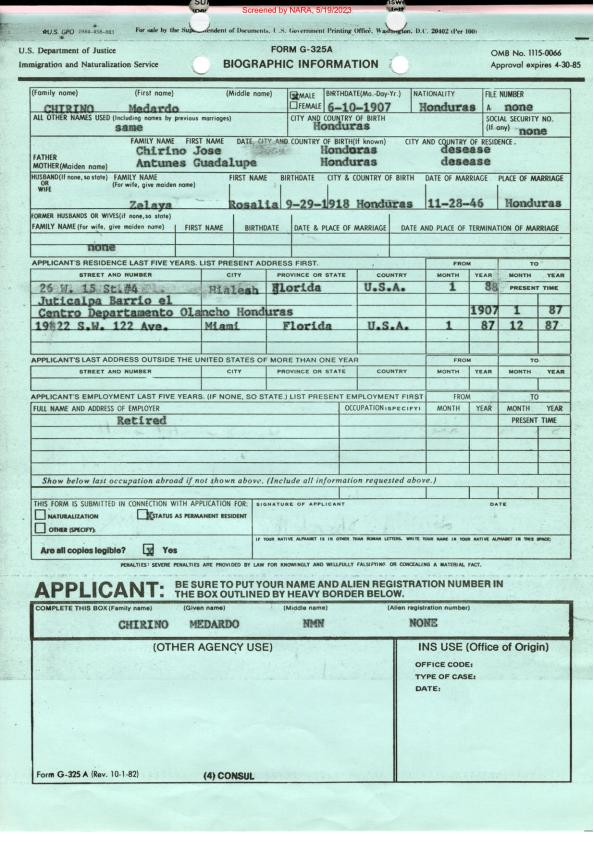 Screened by NARA, 5/19/2023
☆U.S. GPO 1984-858-883 For sale by the Superintendent of Documents, U.S. Government Printing Office, Washington, D.C. 20402 (Per 100)
U.S. Department of Justice FORM G-325A OMB No. 1115-0066
Immigration and Naturalization Service BIOGRAPHIC INFORMATION Approval expires 4-30-85
(Family name) (First name) (Middle name) MALE BIRTHDATE(Mo.-Day-Yr.) NATIONALITY FILE NUMBER
CHIRINO Medardo FEMALE 6-10-1907 Honduras A none
ALL OTHER NAMES USED (Including names by previous marriages) CITY AND COUNTRY OF BIRTH SOCIAL SECURITY NO.
same Honduras (If any) none
FAMILY NAME FIRST NAME DATE, CITY AND COUNTRY OF BIRTH(If known) CITY AND COUNTRY OF RESIDENCE.
FATHER Chirino Jose Honduras desease
MOTHER(Maiden name) Antunes Guadalupe Honduras desease
HUSBAND(If none, so state) FAMILY NAME FIRST NAME BIRTHDATE CITY & COUNTRY OF BIRTH DATE OF MARRIAGE PLACE OF MARRIAGE
OR (For wife, give maiden name)
WIFE
Zelaya Rosalia 9-29-1918 Honduras 11-28-46 Honduras
FORMER HUSBANDS OR WIVES(if none, so state)
FAMILY NAME (For wife, give maiden name) FIRST NAME BIRTHDATE DATE & PLACE OF MARRIAGE DATE AND PLACE OF TERMINATION OF MARRIAGE
none
APPLICANT'S RESIDENCE LAST FIVE YEARS. LIST PRESENT ADDRESS FIRST. FROM TO
STREET AND NUMBER CITY PROVINCE OR STATE COUNTRY MONTH YEAR MONTH YEAR
26 W. 15 St.#4 Hialeah Florida U.S.A. 1 88 PRESENT TIME
Juticalpa Barrio el
Centro Departamento Olancho Honduras 1907 1 87
19822 S.W. 122 Ave. Miami Florida U.S.A. 1 87 12 87
APPLICANT'S LAST ADDRESS OUTSIDE THE UNITED STATES OF MORE THAN ONE YEAR FROM TO
STREET AND NUMBER CITY PROVINCE OR STATE COUNTRY MONTH YEAR MONTH YEAR
APPLICANT'S EMPLOYMENT LAST FIVE YEARS. (IF NONE, SO STATE.) LIST PRESENT EMPLOYMENT FIRST FROM TO
FULL NAME AND ADDRESS OF EMPLOYER OCCUPATION(SPECIFY) MONTH YEAR MONTH YEAR
Retired PRESENT TIME
Show below last occupation abroad if not shown above. (Include all information requested above.)
THIS FORM IS SUBMITTED IN CONNECTION WITH APPLICATION FOR: SIGNATURE OF APPLICANT DATE
NATURALIZATION X STATUS AS PERMANENT RESIDENT
OTHER (SPECIFY):
IF YOUR NATIVE ALPHABET IS IN OTHER THAN ROMAN LETTERS, WRITE YOUR NAME IN YOUR NATIVE ALPHABET IN THIS SPACE:
Are all copies legible? X Yes
PENALTIES: SEVERE PENALTIES ARE PROVIDED BY LAW FOR KNOWINGLY AND WILLFULLY FALSIFYING OR CONCEALING A MATERIAL FACT.
APPLICANT: BE SURE TO PUT YOUR NAME AND ALIEN REGISTRATION NUMBER IN
THE BOX OUTLINED BY HEAVY BORDER BELOW.
COMPLETE THIS BOX (Family name) (Given name) (Middle name) (Alien registration number)
CHIRINO MEDARDO NMN NONE
(OTHER AGENCY USE) INS USE (Office of Origin)
OFFICE CODE:
TYPE OF CASE:
DATE:
Form G-325 A (Rev. 10-1-82) (4) CONSUL